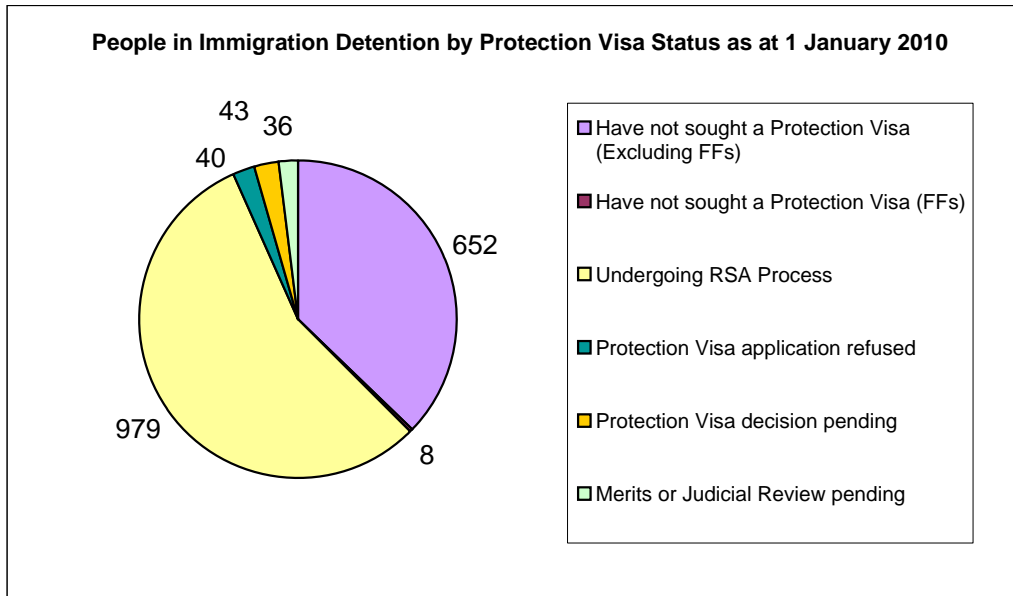 People in Immigration Detention by Protection Visa Status as at 1 January 2010
43
36
40
652
979
8
Have not sought a Protection Visa
(Excluding FFs)
Have not sought a Protection Visa (FFs)
Undergoing RSA Process
Protection Visa application refused
Protection Visa decision pending
Merits or Judicial Review pending